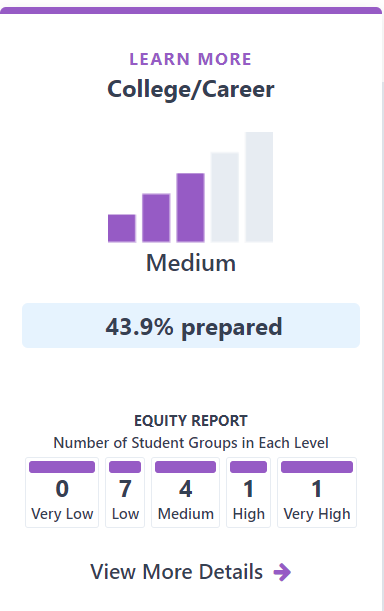 LEARN MORE
College/Career
Medium
43.9% prepared
EQUITY REPORT
Number of Student Groups in Each Level
0 7 4 1 1
Very Low Low Medium High Very High
View More Details